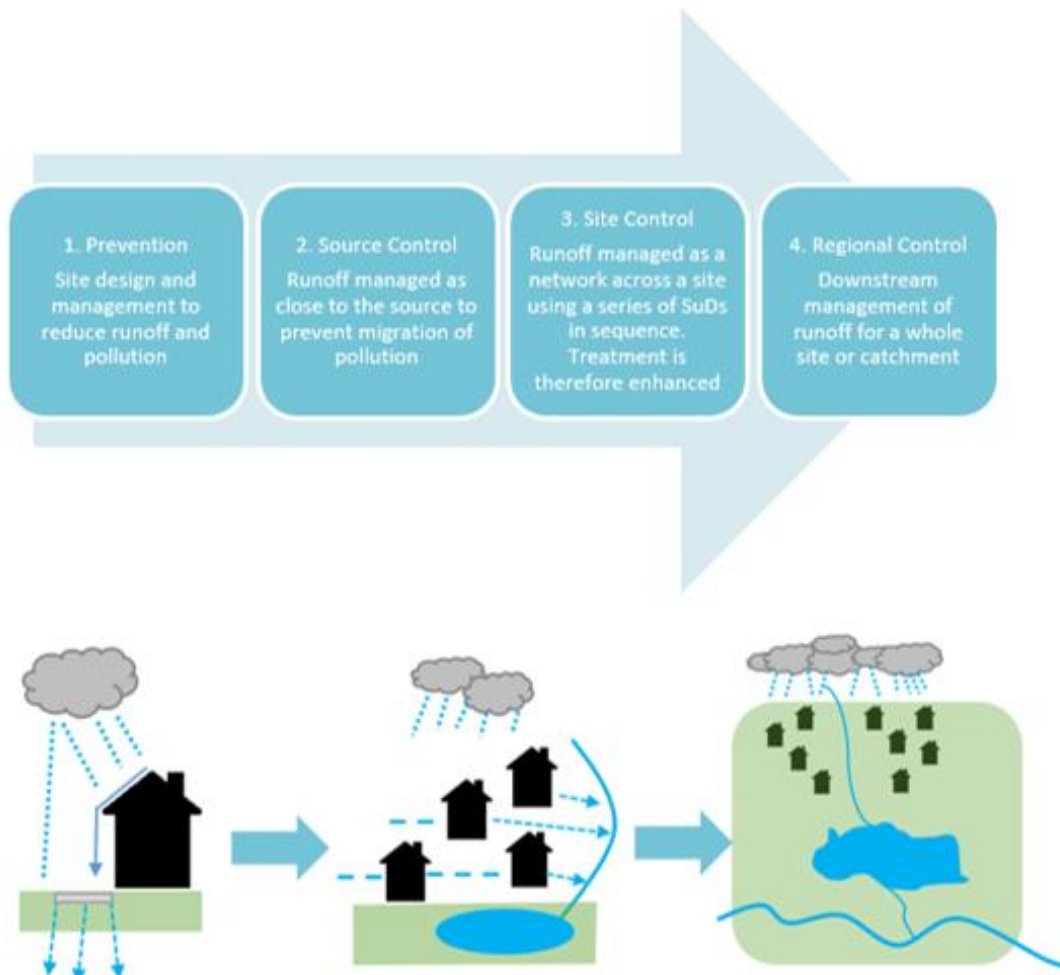 1. Prevention
Site design and
management to
reduce runoff and
pollution
2. Source Control
Runoff managed as
close to the source to
prevent migration of
pollution
3. Site Control
Runoff managed as a
network across a site
using a series of SuDs
in sequence.
Treatment is
therefore enhanced
4. Regional Control
Downstream
management of
runoff for a whole
site or catchment